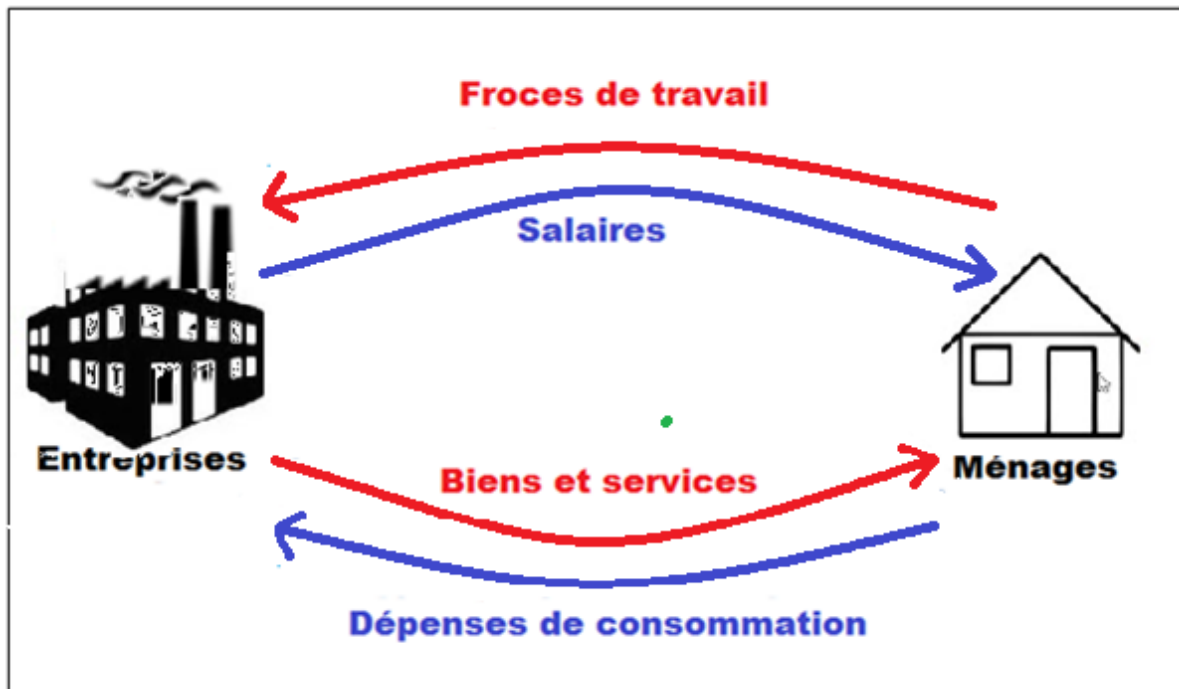 Froces de travail
Salaires
Entreprises
Biens et services
Ménages
Dépenses de consommation